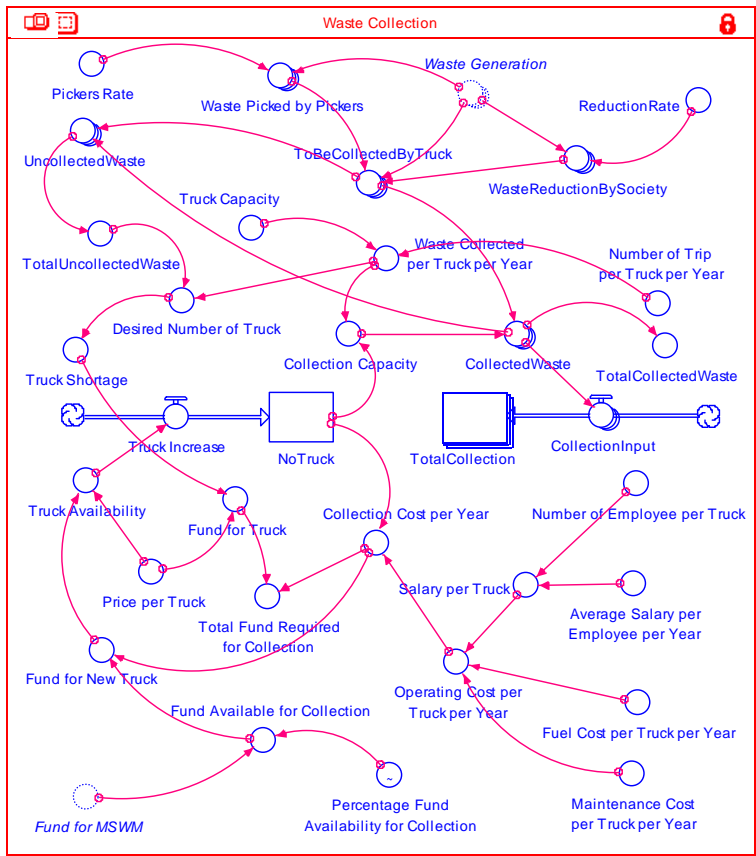 Waste Collection
Waste Generation
Pickers Rate
Waste Picked by Pickers
ReductionRate
UncollectedWaste
ToBeCollectedByTruck
WasteReductionBySociety
Truck Capacity
TotalUncollectedWaste
Waste Collected
per Truck per Year
Number of Trip
per Truck per Year
Desired Number of Truck
Collection Capacity
CollectedWaste
TotalCollectedWaste
Truck Shortage
Truck Increase
NoTruck
TotalCollection
CollectionInput
Truck Availability
Fund for Truck
Collection Cost per Year
Number of Employee per Truck
Price per Truck
Salary per Truck
Average Salary per
Employee per Year
Total Fund Required
for Collection
Fund for New Truck
Operating Cost per
Truck per Year
Fund Available for Collection
Fuel Cost per Truck per Year
~
Fund for MSWM
Percentage Fund
Availability for Collection
Maintenance Cost
per Truck per Year